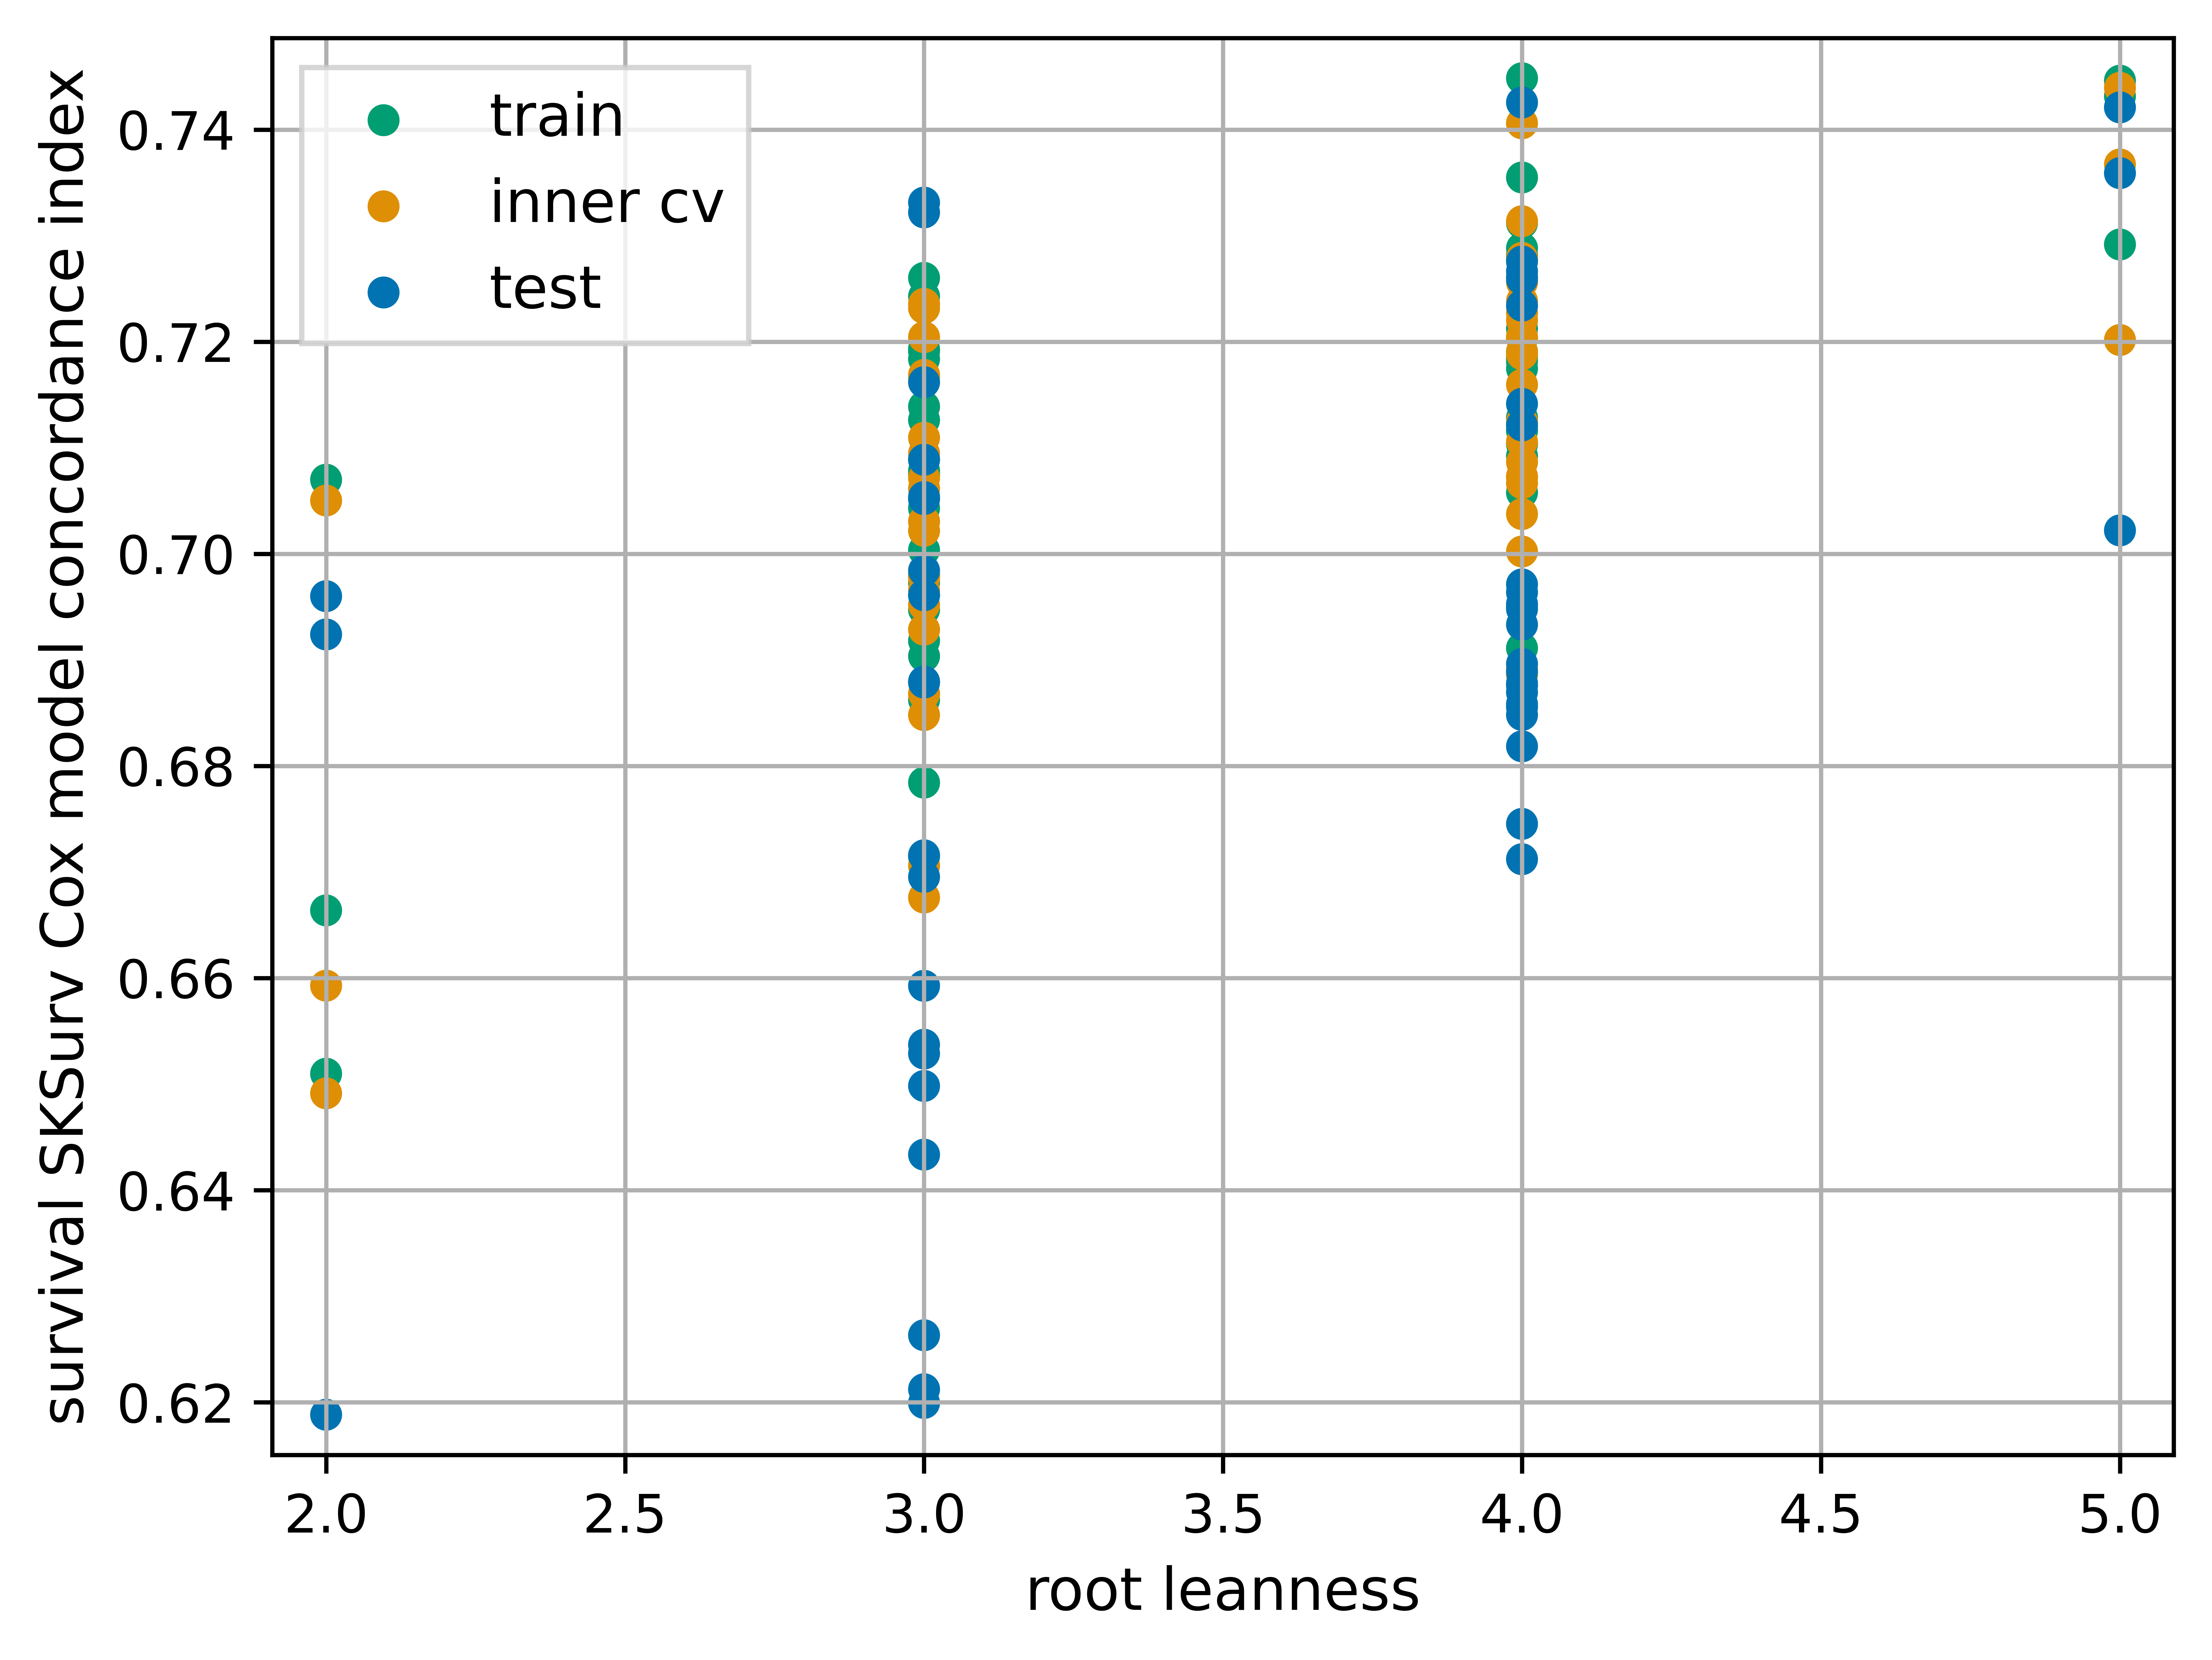 survival SKSurv Cox model concordance index
0.74
0.72
0.70
0.68
0.66
0.64
0.62
train
inner cv
test
2.0 2.5 3.0 3.5 4.0 4.5 5.0
root leanness